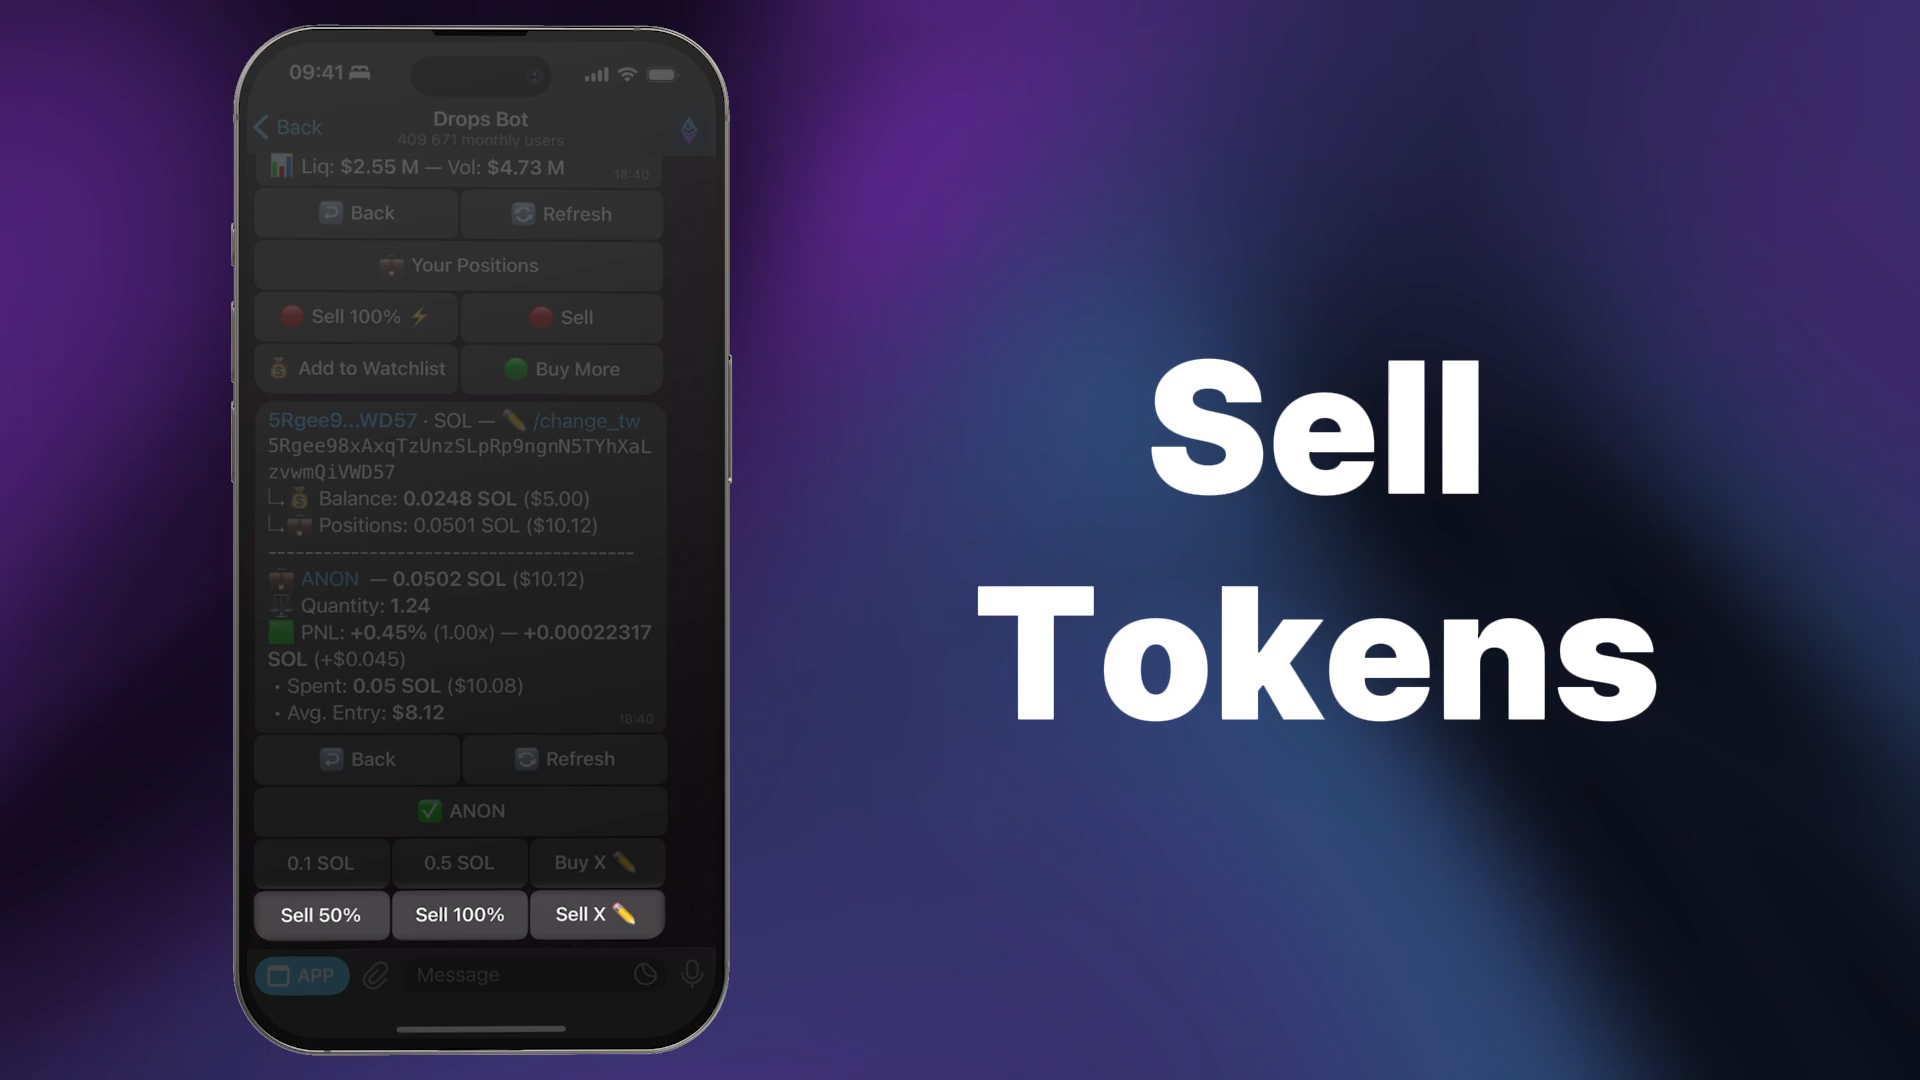 09:41
Back
Drops Bot
409 671 monthly users
Liq: $2.55 M — Vol: $4.73 M
18:40
Back Refresh
Your Positions
Sell 100% ⚡ Sell
Add to Watchlist Buy More
5Rgee9...WD57 · SOL — ✏️ /change_tw
5Rgee98xAxqTzUnzSLpRp9ngnN5TYhXaL
zvwmQiVWD57
Balance: 0.0248 SOL ($5.00)
Positions: 0.0501 SOL ($10.12)
----------------------------------------
ANON — 0.0502 SOL ($10.12)
Quantity: 1.24
PNL: +0.45% (1.00x) — +0.00022317
SOL (+$0.045)
• Spent: 0.05 SOL ($10.08)
• Avg. Entry: $8.12
18:40
Back Refresh
✅ ANON
0.1 SOL 0.5 SOL Buy X ✏️
Sell 50% Sell 100% Sell X ✏️
APP Message
Sell
Tokens